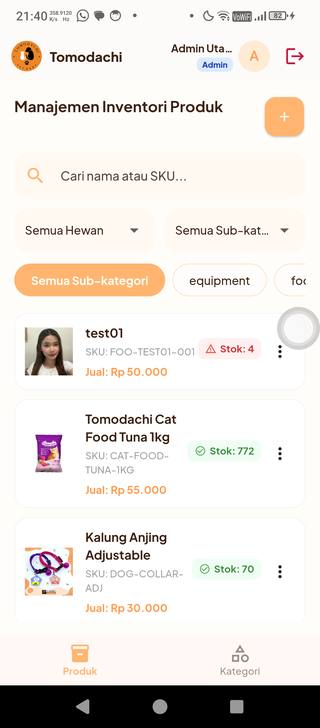 21:40 358.9120 K/s Hz VoWiFi 82
Tomodachi
Admin Uta...
Admin
A
Manajemen Inventori Produk
+
Cari nama atau SKU...
Semua Hewan
Semua Sub-kat...
Semua Sub-kategori
equipment
foo
test01
SKU: FOO-TEST01-001
Stok: 4
Jual: Rp 50.000
Tomodachi Cat
Food Tuna 1kg
SKU: CAT-FOOD-
TUNA-1KG
Stok: 772
Jual: Rp 55.000
Kalung Anjing
Adjustable
SKU: DOG-COLLAR-
ADJ
Stok: 70
Jual: Rp 30.000
Produk
Kategori